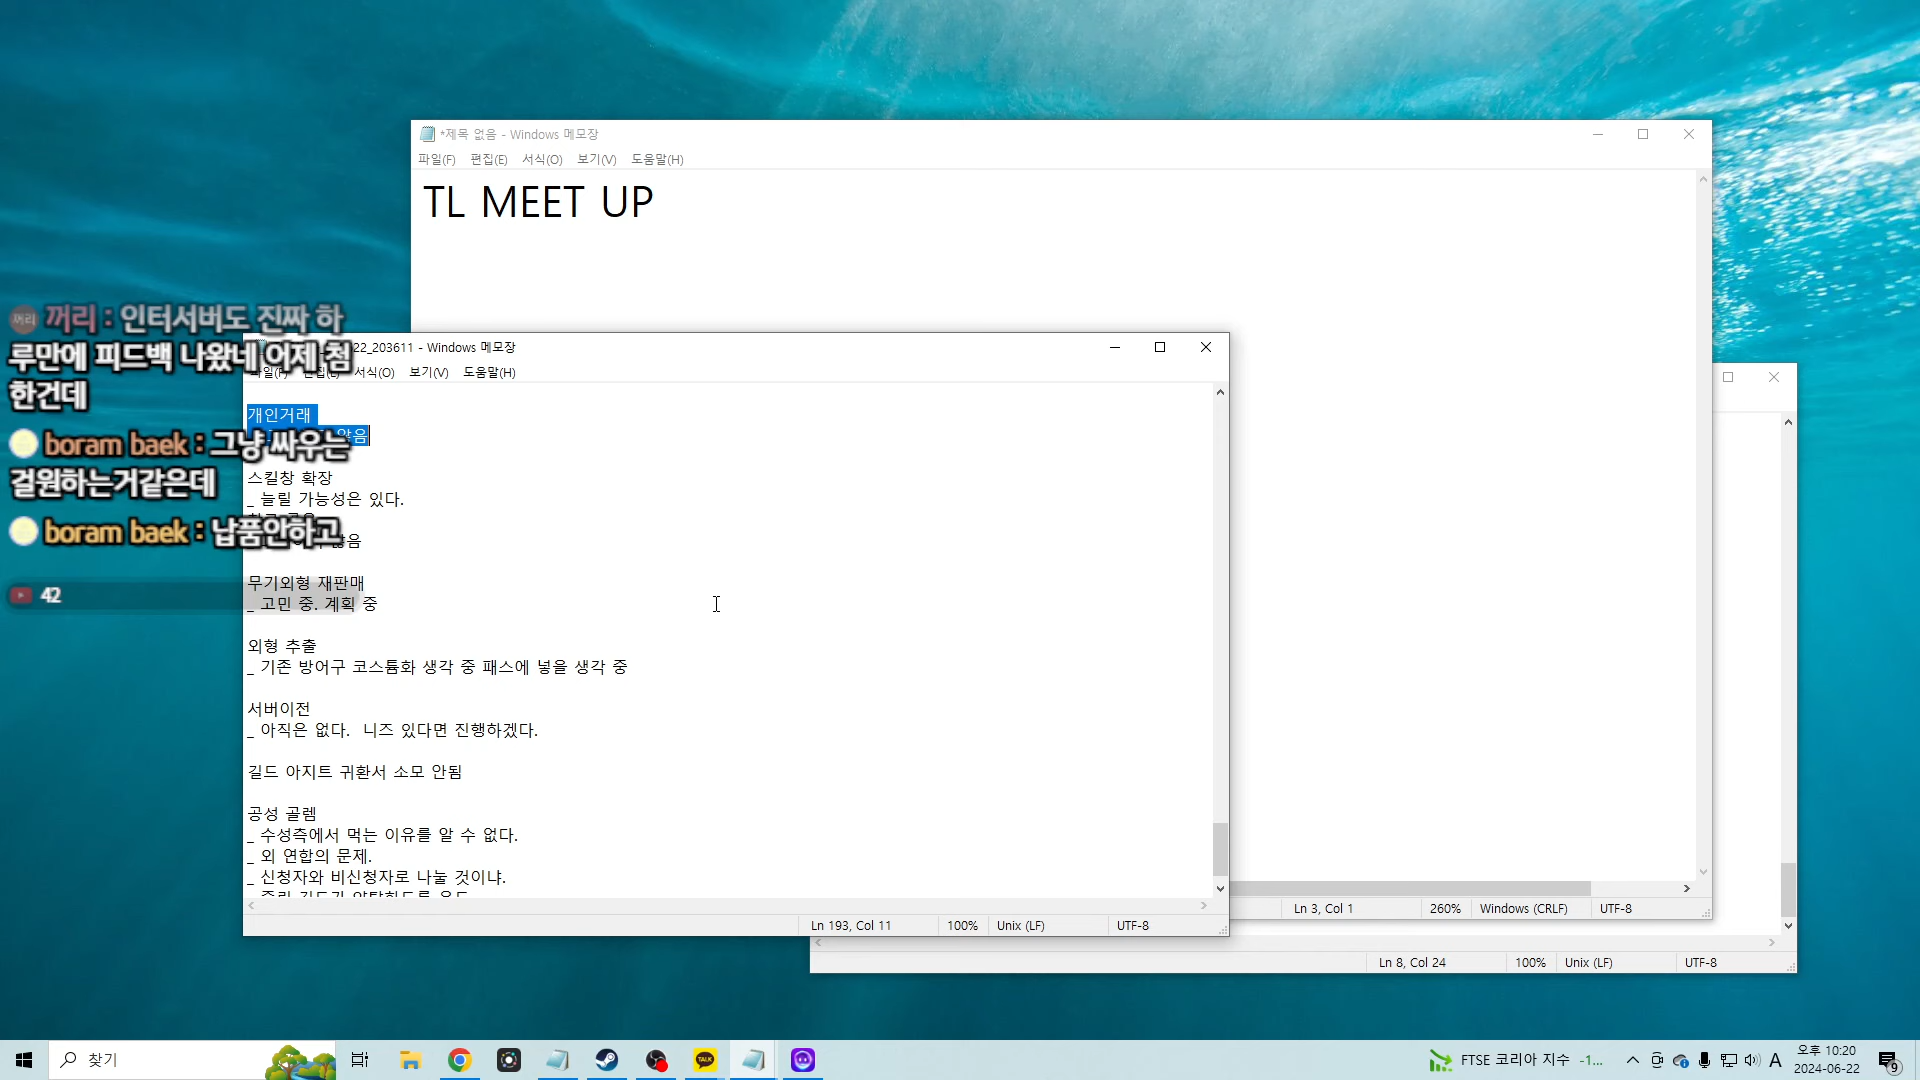 *제목 없음 - Windows 메모장
파일(F) 편집(E) 서식(O) 보기(V) 도움말(H)
TL MEET UP
Ln 3, Col 1 260% Windows (CRLF) UTF-8
꺼리 : 인터서버도 진짜 하
루만에 피드백 나왔네 어제 첨
한건데
boram baek : 그냥 싸우는
걸원하는거같은데
boram baek : 납품안하고
42
22_203611 - Windows 메모장
파일(F) 편집(E) 서식(O) 보기(V) 도움말(H)
개인거래
않음
스킬창 확장
_ 늘릴 가능성은 있다.
않음
무기외형 재판매
_ 고민 중. 계획 중
외형 추출
_ 기존 방어구 코스튬화 생각 중 패스에 넣을 생각 중
서버이전
_ 아직은 없다.  니즈 있다면 진행하겠다.
길드 아지트 귀환서 소모 안됨
공성 골렘
_ 수성측에서 먹는 이유를 알 수 없다.
_ 외 연합의 문제.
_ 신청자와 비신청자로 나눌 것이냐.
Ln 193, Col 11 100% Unix (LF) UTF-8
Ln 8, Col 24 100% Unix (LF) UTF-8
찾기
TALK
FTSE 코리아 지수 -1...
A
오후 10:20
2024-06-22
9